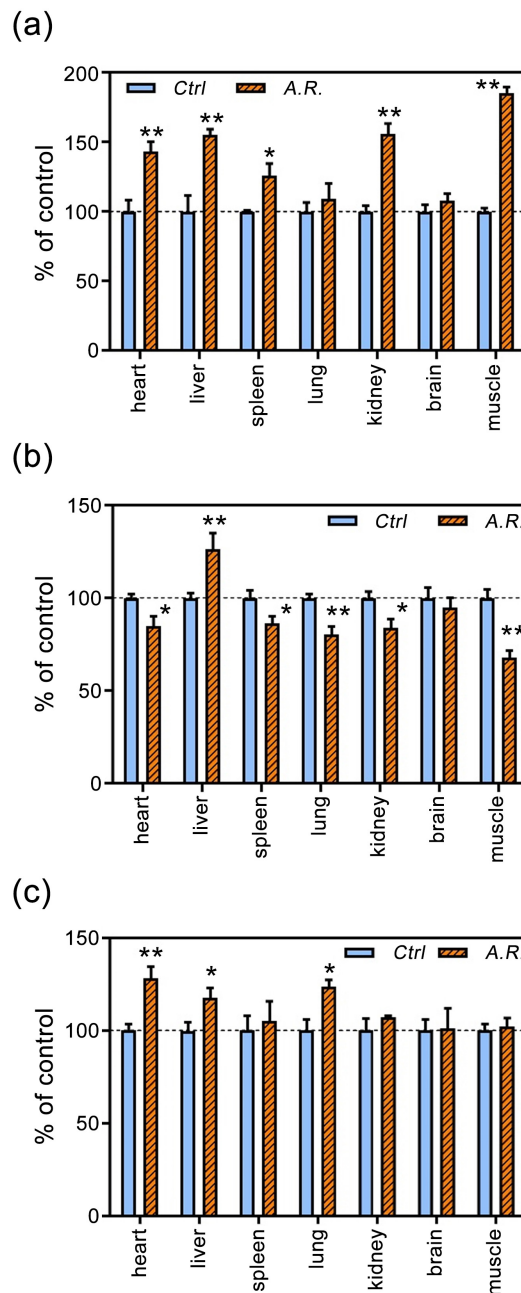 (a)
Ctrl A.R.
% of control
200
150
100
50
0
** ** * ** **
heart liver spleen lung kidney brain muscle
(b)
Ctrl A.R.
% of control
150
100
50
0
* ** * ** * **
heart liver spleen lung kidney brain muscle
(c)
Ctrl A.R.
% of control
150
100
50
0
** * *
heart liver spleen lung kidney brain muscle